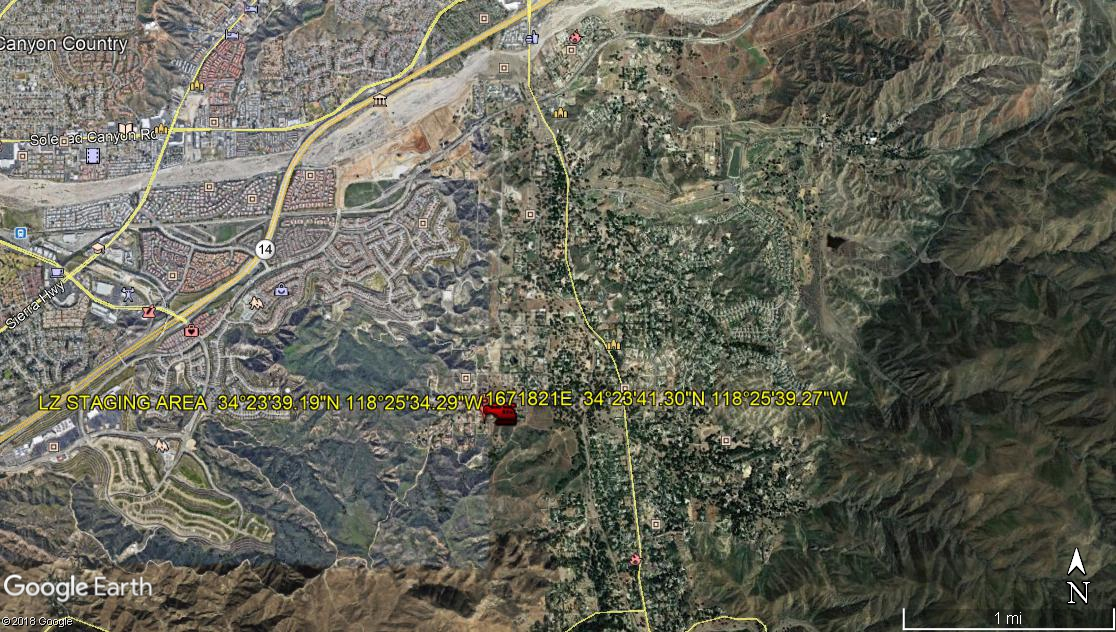 Canyon Country
Soledad Canyon Rd
14
Sierra Hwy
LZ STAGING AREA 34°23'39.19"N 118°25'34.29"W
1671821E 34°23'41.30"N 118°25'39.27"W
Google Earth
©2018 Google
N
1 mi